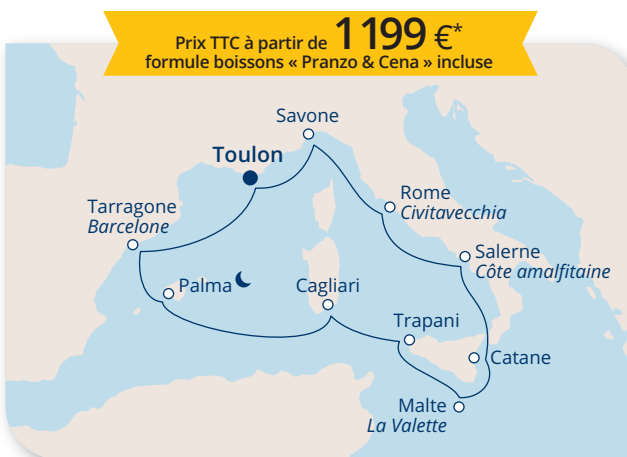 Prix TTC à partir de 1 199 €*
formule boissons « Pranzo & Cena » incluse
Savone
Toulon
Tarragone
Barcelone
Rome
Civitavecchia
Salerne
Côte amalfitaine
Palma
Cagliari
Trapani
Catane
Malte
La Valette